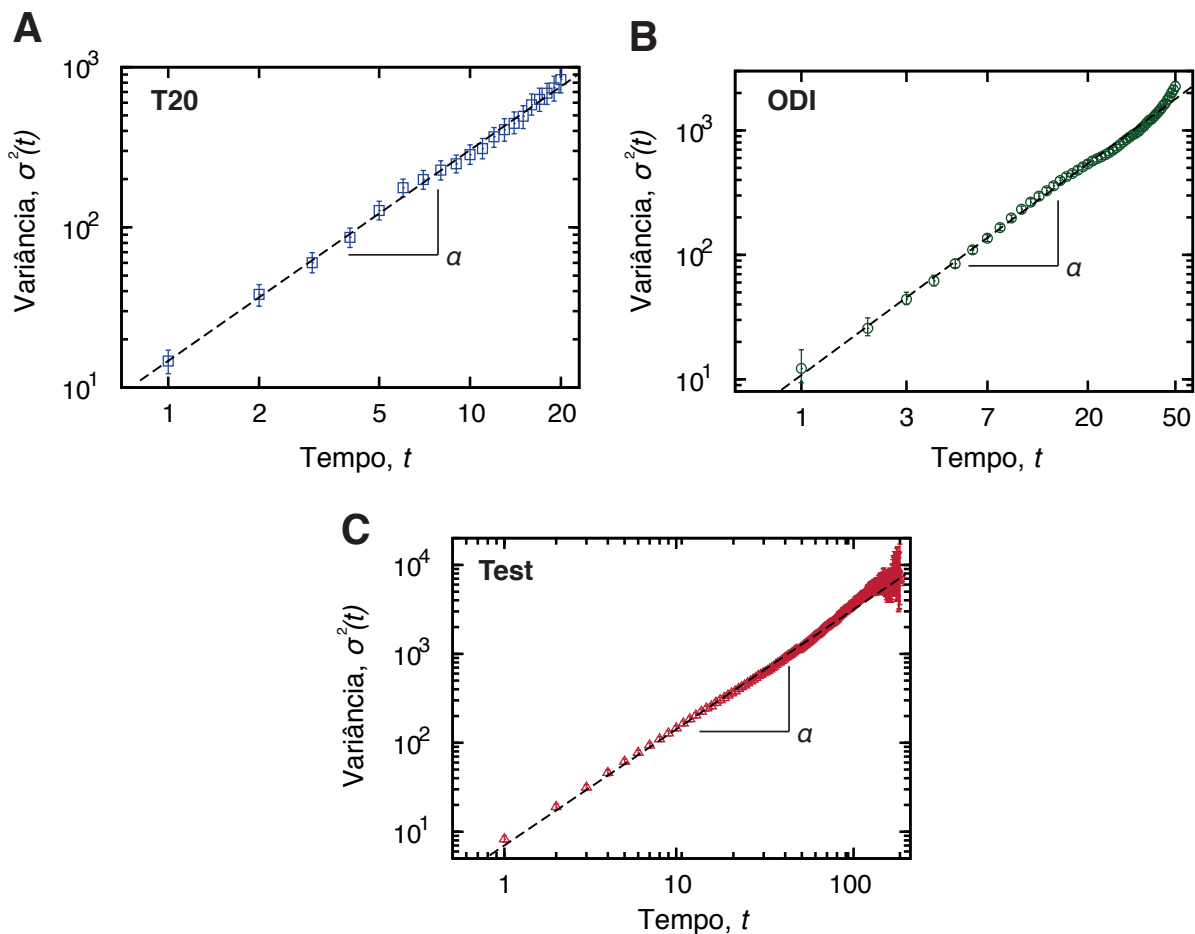 A
T20
Variância, σ²(t)
10³
10²
10¹
1 2 5 10 20
Tempo, t
α
B
ODI
Variância, σ²(t)
10³
10²
10¹
1 3 7 20 50
Tempo, t
α
C
Test
Variância, σ²(t)
10⁴
10³
10²
10¹
1 10 100
Tempo, t
α